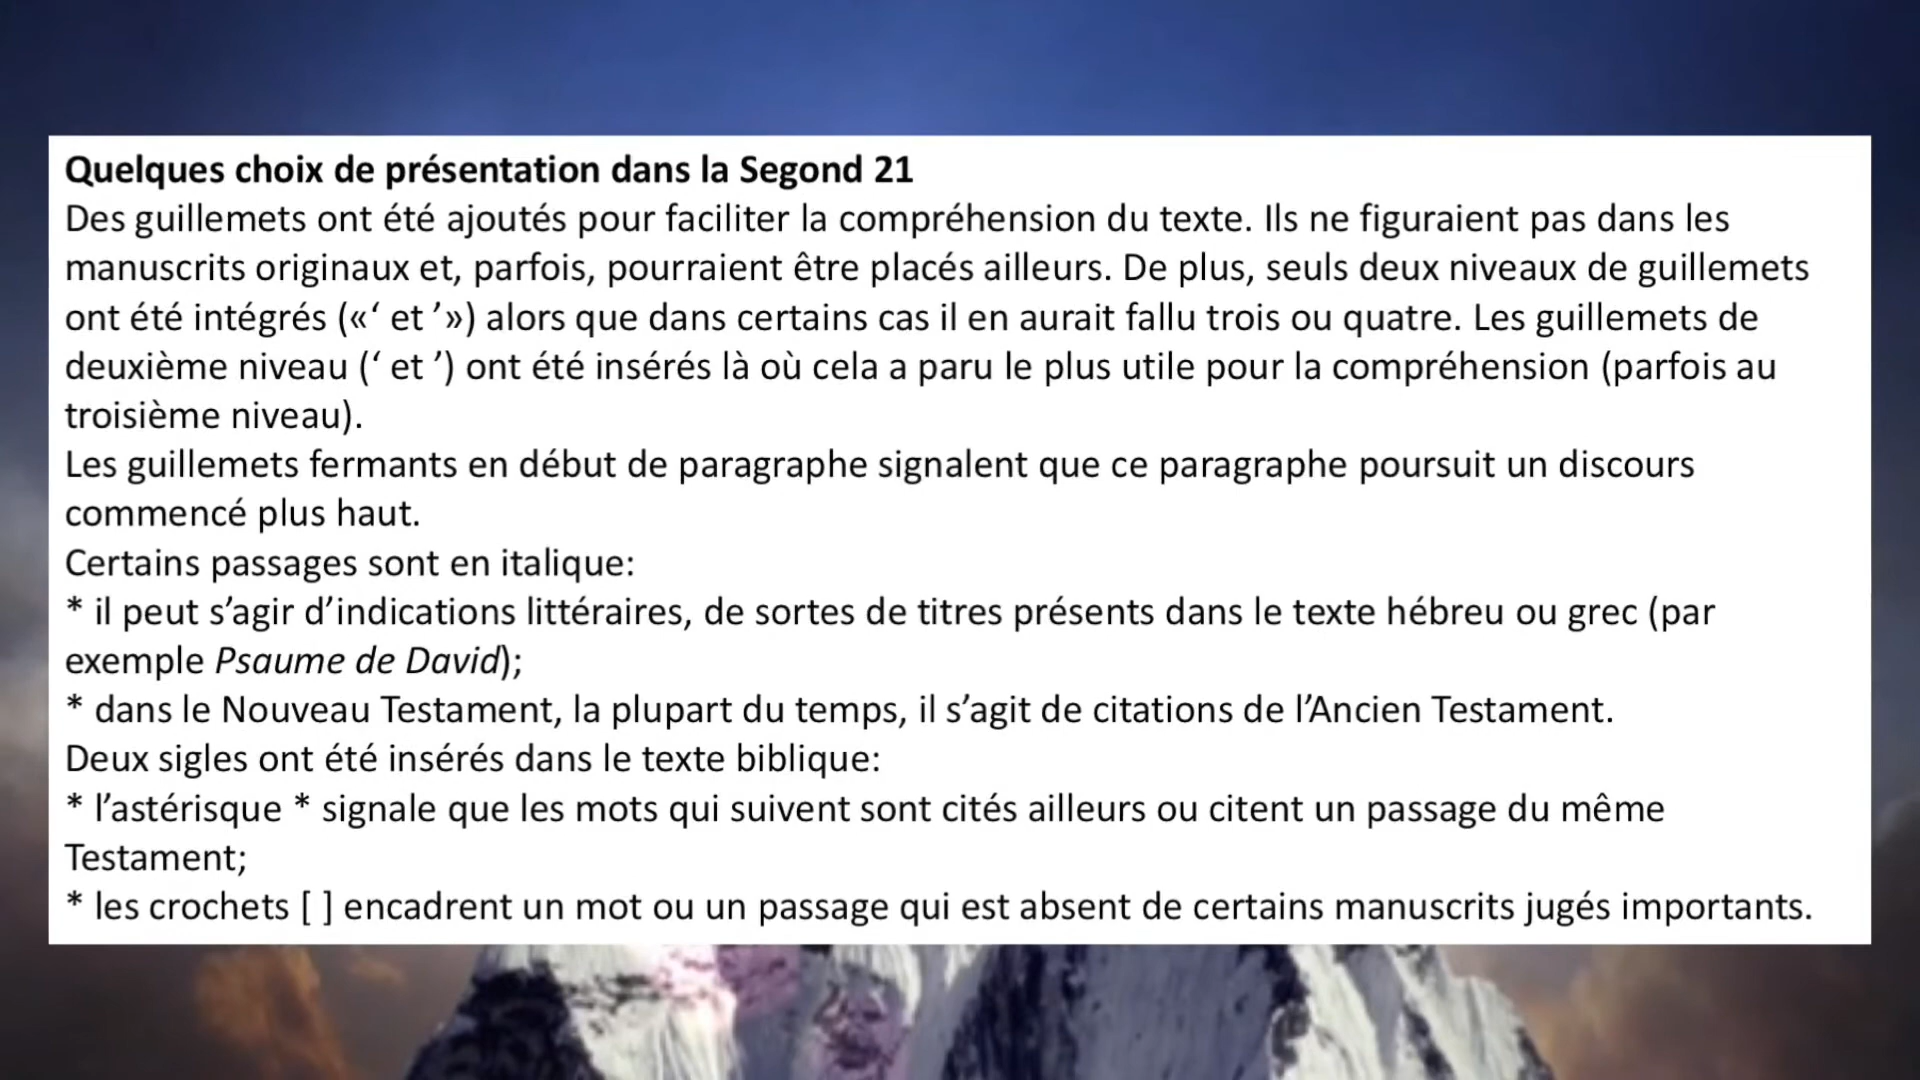 Quelques choix de présentation dans la Segond 21
Des guillemets ont été ajoutés pour faciliter la compréhension du texte. Ils ne figuraient pas dans les
manuscrits originaux et, parfois, pourraient être placés ailleurs. De plus, seuls deux niveaux de guillemets
ont été intégrés («‘ et ’») alors que dans certains cas il en aurait fallu trois ou quatre. Les guillemets de
deuxième niveau (‘ et ’) ont été insérés là où cela a paru le plus utile pour la compréhension (parfois au
troisième niveau).
Les guillemets fermants en début de paragraphe signalent que ce paragraphe poursuit un discours
commencé plus haut.
Certains passages sont en italique:
* il peut s’agir d’indications littéraires, de sortes de titres présents dans le texte hébreu ou grec (par
exemple Psaume de David);
* dans le Nouveau Testament, la plupart du temps, il s’agit de citations de l’Ancien Testament.
Deux sigles ont été insérés dans le texte biblique:
* l’astérisque * signale que les mots qui suivent sont cités ailleurs ou citent un passage du même
Testament;
* les crochets [ ] encadrent un mot ou un passage qui est absent de certains manuscrits jugés importants.